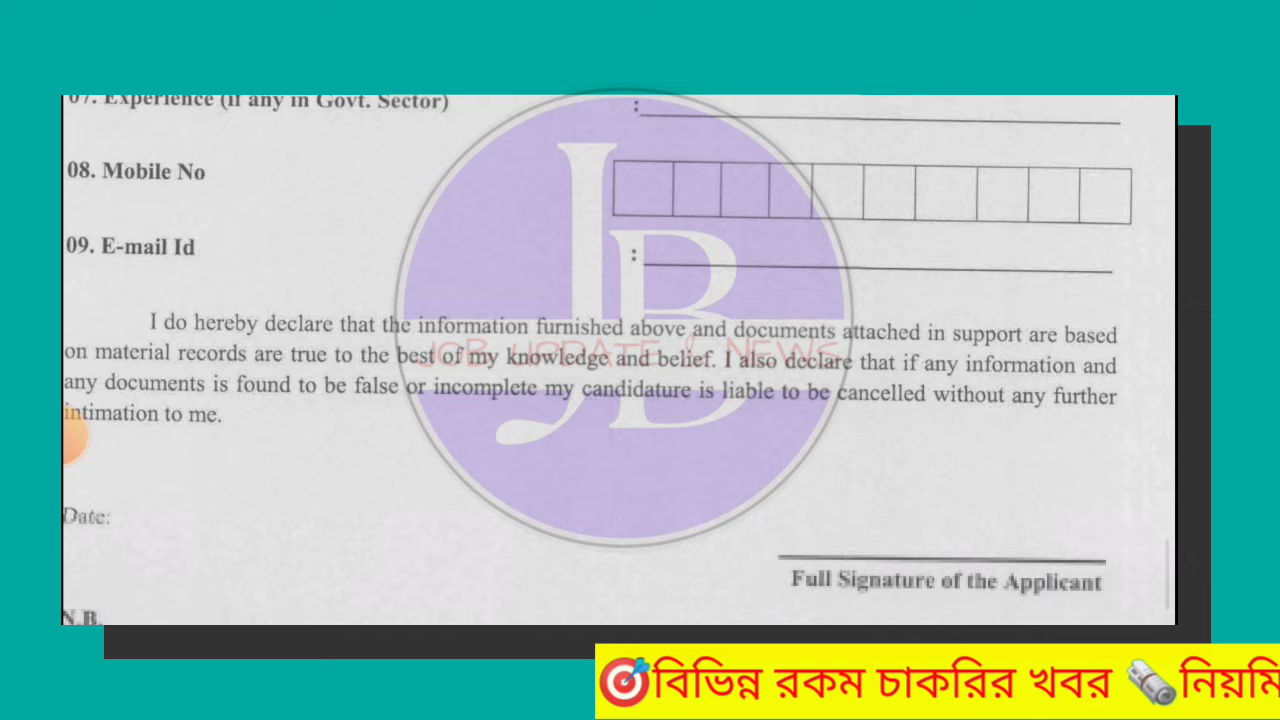 07. Experience (if any in Govt. Sector) :
08. Mobile No
09. E-mail Id :
I do hereby declare that the information furnished above and documents attached in support are based
on material records are true to the best of my knowledge and belief. I also declare that if any information and
any documents is found to be false or incomplete my candidature is liable to be cancelled without any further
intimation to me.
JB
JOB UPDATE & NEWS
Date:
Full Signature of the Applicant
N.B.
🎯বিভিন্ন রকম চাকরির খবর 🗞️নিয়মি